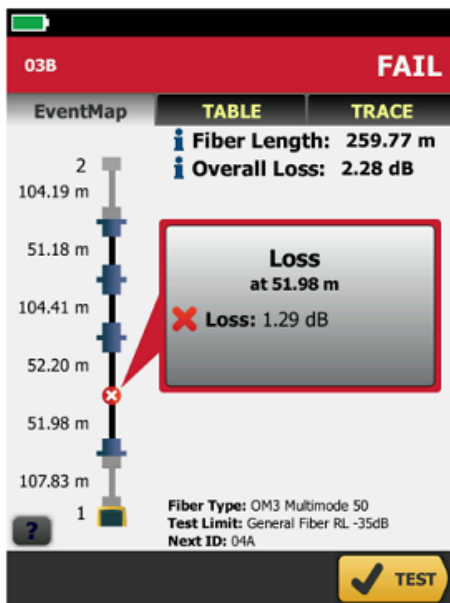 03B
FAIL
EventMap
TABLE
TRACE
i Fiber Length: 259.77 m
i Overall Loss: 2.28 dB
2
104.19 m
51.18 m
104.41 m
52.20 m
51.98 m
107.83 m
1
Loss
at 51.98 m
Loss: 1.29 dB
Fiber Type: OM3 Multimode 50
Test Limit: General Fiber RL -35dB
Next ID: 04A
?
TEST